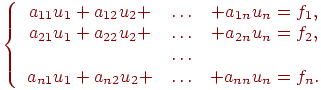 a₁₁u₁ + a₁₂u₂+ … +a₁ₙuₙ = f₁,
a₂₁u₁ + a₂₂u₂+ … +a₂ₙuₙ = f₂,
…
aₙ₁u₁ + aₙ₂u₂+ … +aₙₙuₙ = fₙ.